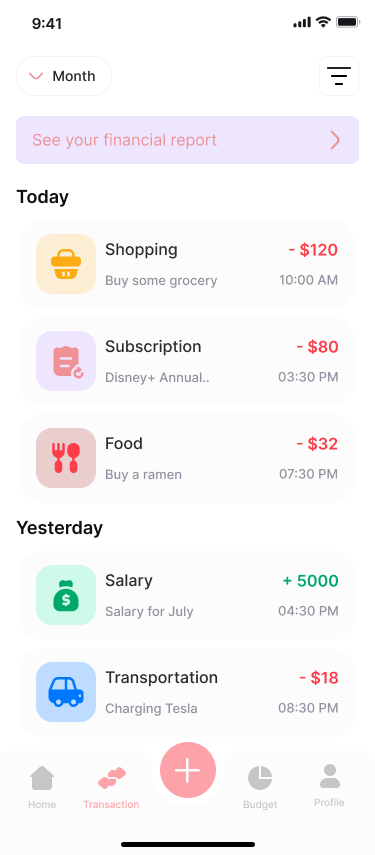 9:41
Month
See your financial report
Today
Shopping - $120
Buy some grocery 10:00 AM
Subscription - $80
Disney+ Annual.. 03:30 PM
Food - $32
Buy a ramen 07:30 PM
Yesterday
Salary + 5000
Salary for July 04:30 PM
Transportation - $18
Charging Tesla 08:30 PM
Home Transaction Budget Profile